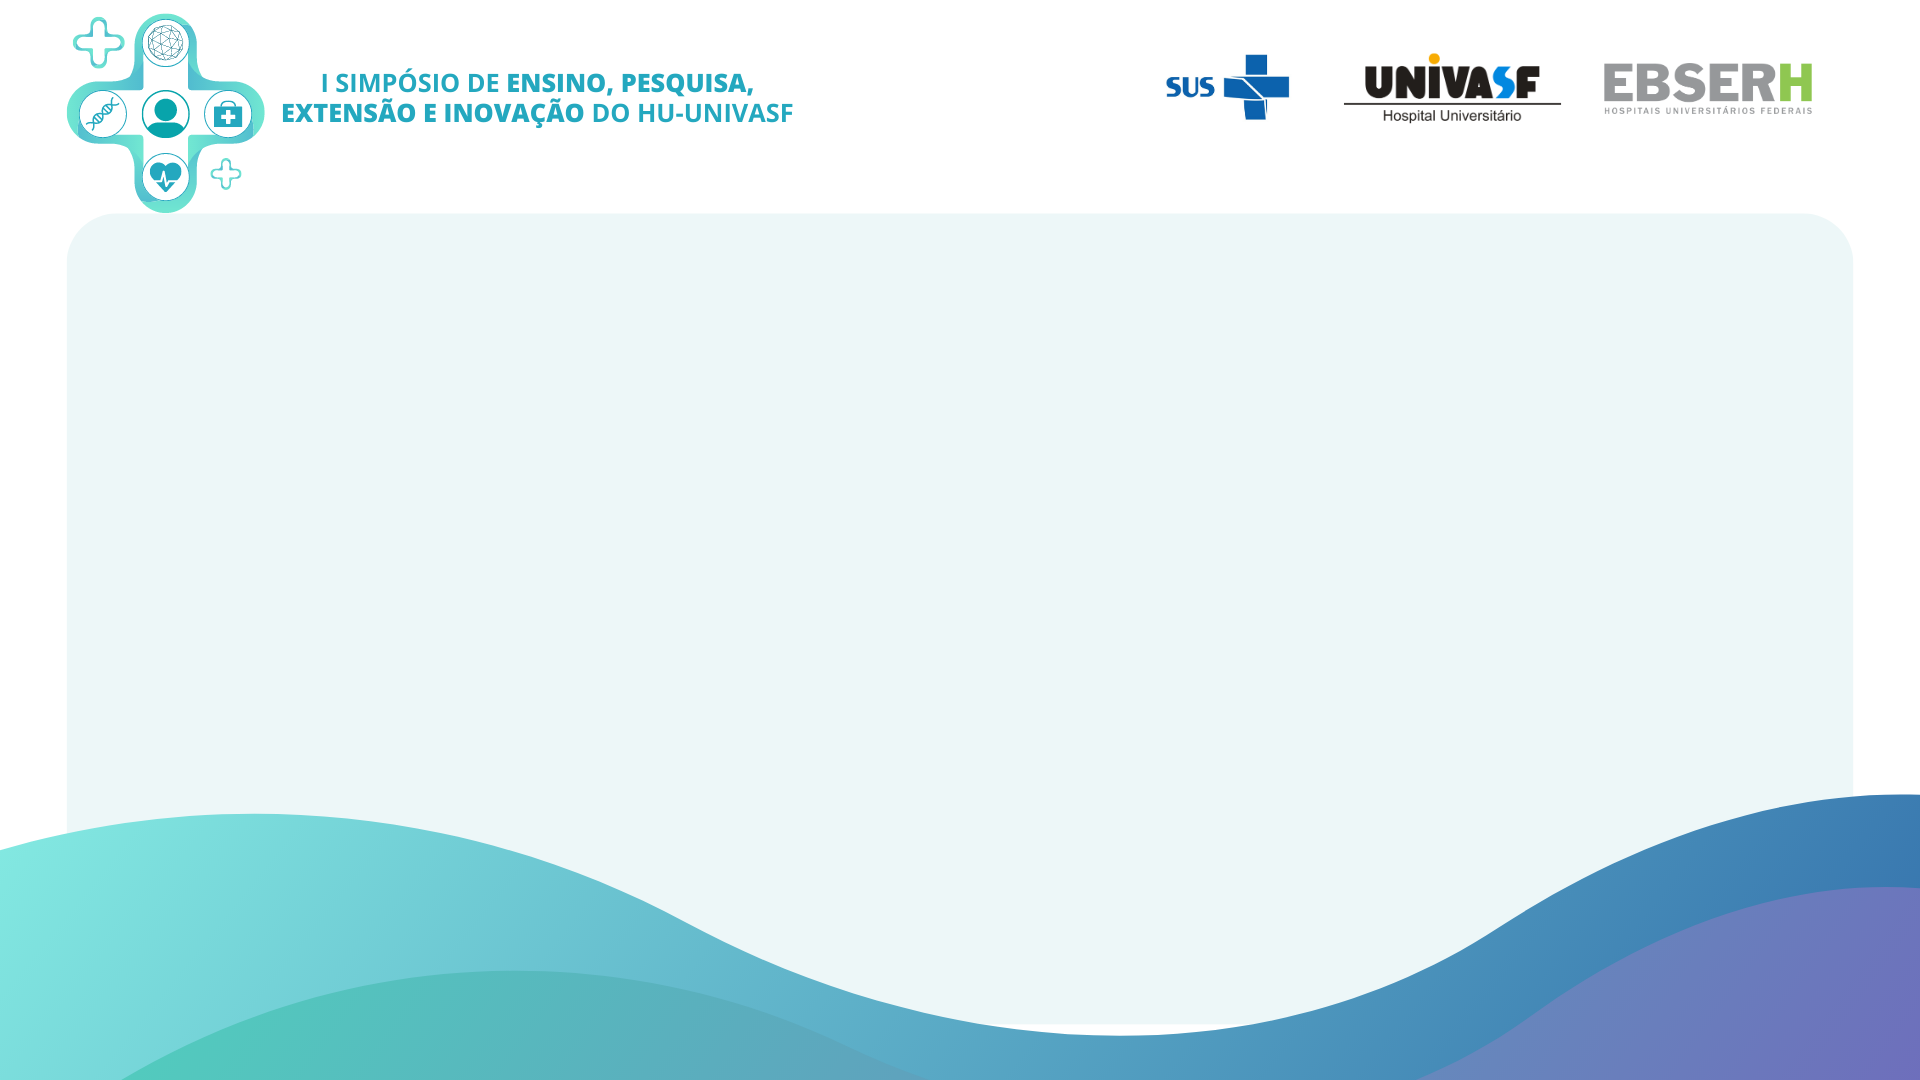 I SIMPÓSIO DE ENSINO, PESQUISA,
EXTENSÃO E INOVAÇÃO DO HU-UNIVASF
SUS
UNIVASF
Hospital Universitário
EBSERH
HOSPITAIS UNIVERSITÁRIOS FEDERAIS